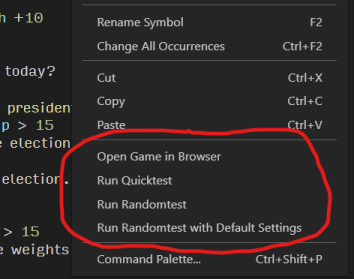 h +10
Rename Symbol F2
Change All Occurrences Ctrl+F2
today?
Cut Ctrl+X
Copy Ctrl+C
presiden
Paste Ctrl+V
p > 15
e election
Open Game in Browser
Run Quicktest
election.
Run Randomtest
Run Randomtest with Default Settings
> 15
e weights
Command Palette... Ctrl+Shift+P